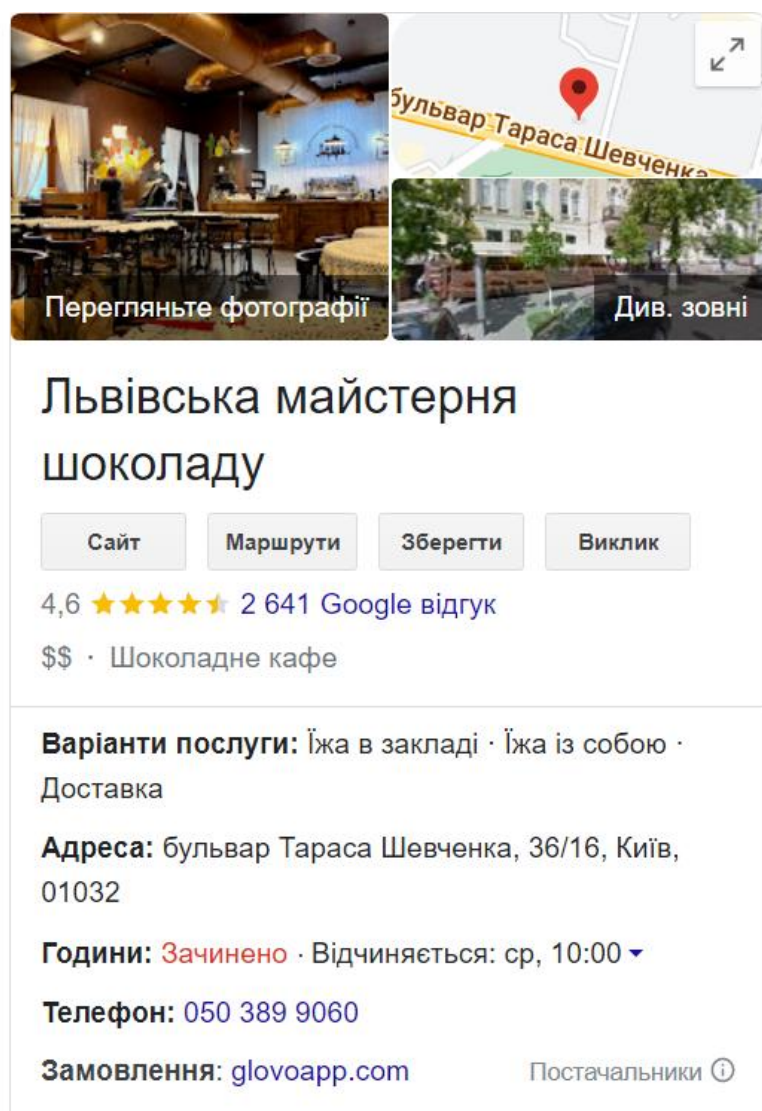 бульвар Тараса Шевченка
Перегляньте фотографії
Див. зовні
Львівська майстерня
шоколаду
Сайт
Маршрути
Зберегти
Виклик
4,6 2 641 Google відгук
$$ · Шоколадне кафе
Варіанти послуги: Їжа в закладі · Їжа із собою ·
Доставка
Адреса: бульвар Тараса Шевченка, 36/16, Київ,
01032
Години: Зачинено · Відчиняється: ср, 10:00
Телефон: 050 389 9060
Замовлення: glovoapp.com Постачальники